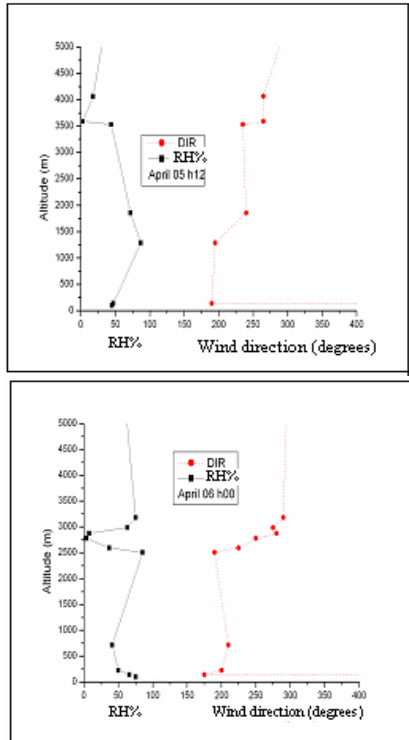 5000
4500
4000
3500
3000
2500
2000
1500
1000
500
0
Altitude (m)
DIR
RH%
April 05 h12
0 50 100 150 200 250 300 350 400
RH% Wind direction (degrees)
5000
4500
4000
3500
3000
2500
2000
1500
1000
500
0
Altitude (m)
DIR
RH%
April 06 h00
0 50 100 150 200 250 300 350 400
RH% Wind direction (degrees)